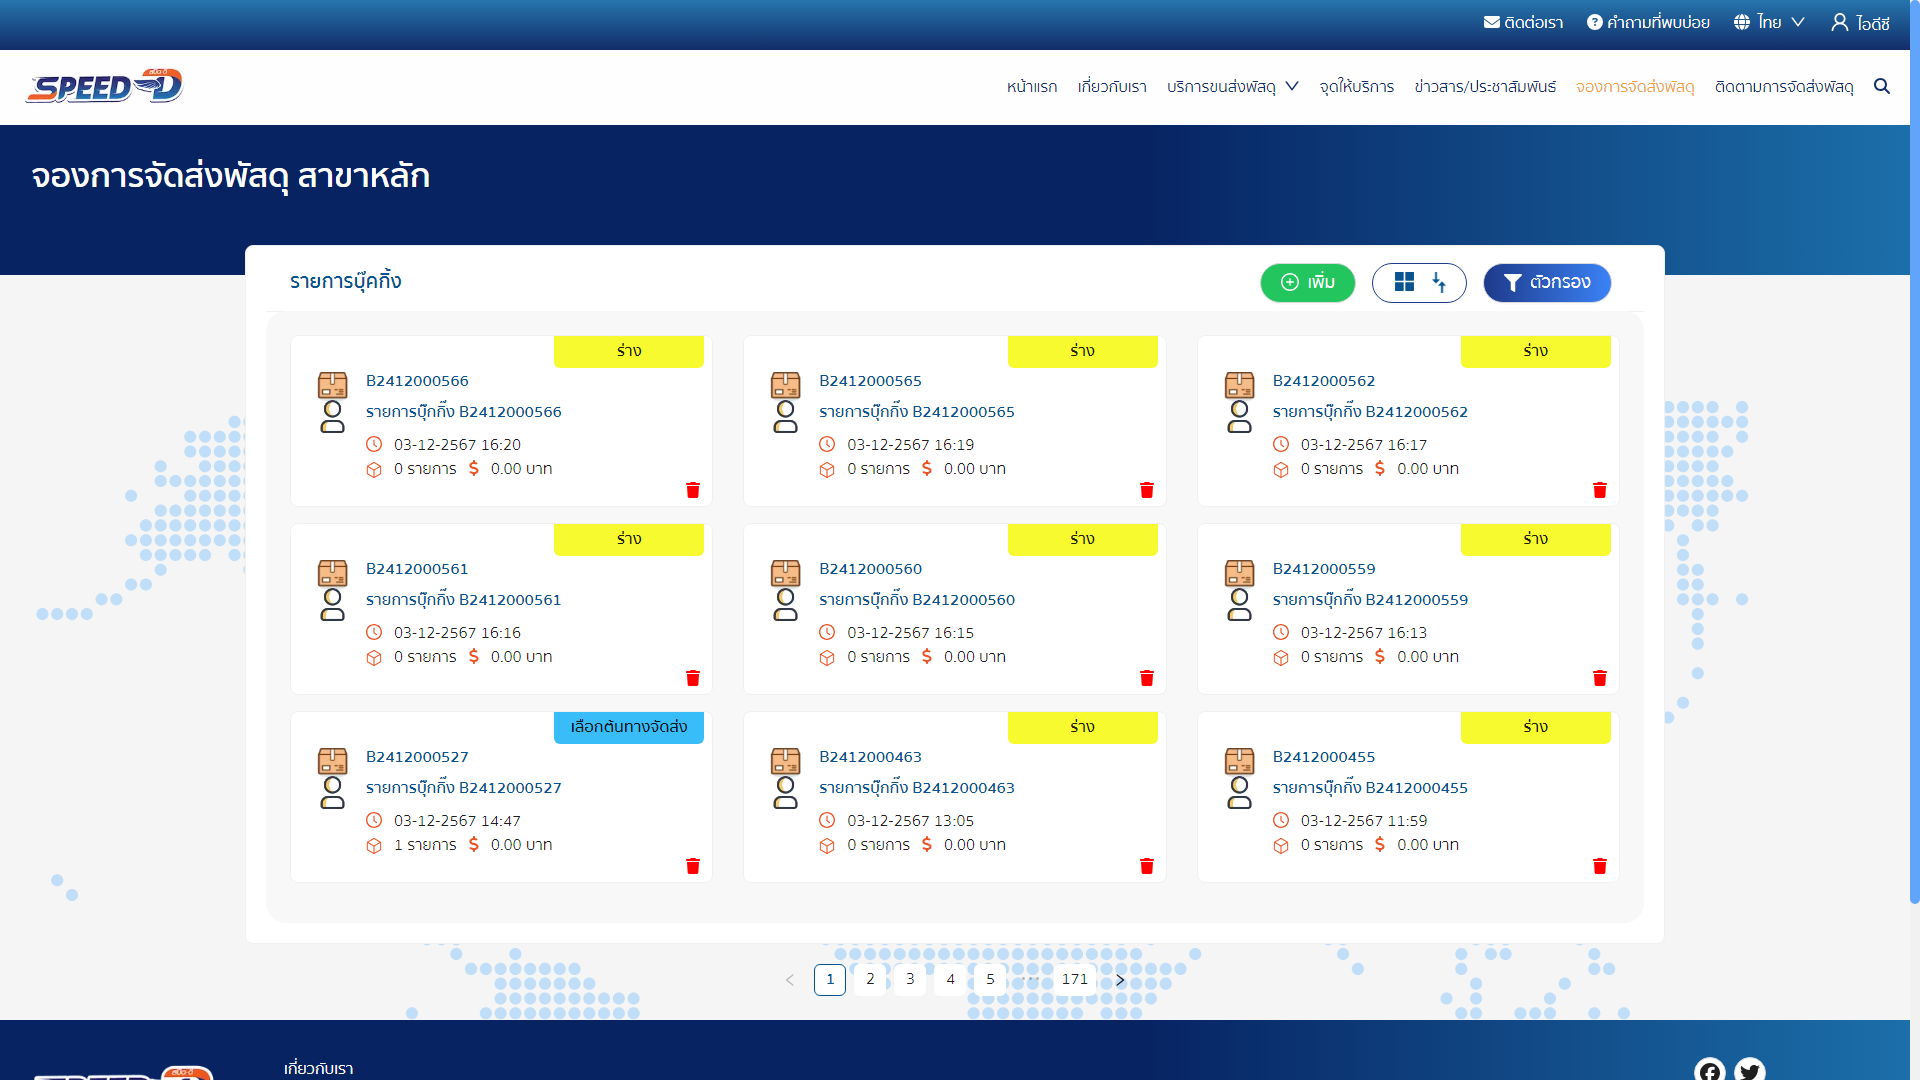 ติดต่อเรา คำถามที่พบบ่อย ไทย ไอดีซี
สปีด-ดี
SPEED-D
หน้าแรก เกี่ยวกับเรา บริการขนส่งพัสดุ จุดให้บริการ ข่าวสาร/ประชาสัมพันธ์ จองการจัดส่งพัสดุ ติดตามการจัดส่งพัสดุ
จองการจัดส่งพัสดุ สาขาหลัก
รายการบุ๊คกิ้ง
เพิ่ม
ตัวกรอง
ร่าง
B2412000566
รายการบุ๊กกิ๊ง B2412000566
03-12-2567 16:20
0 รายการ 0.00 บาท
ร่าง
B2412000565
รายการบุ๊กกิ๊ง B2412000565
03-12-2567 16:19
0 รายการ 0.00 บาท
ร่าง
B2412000562
รายการบุ๊กกิ๊ง B2412000562
03-12-2567 16:17
0 รายการ 0.00 บาท
ร่าง
B2412000561
รายการบุ๊กกิ๊ง B2412000561
03-12-2567 16:16
0 รายการ 0.00 บาท
ร่าง
B2412000560
รายการบุ๊กกิ๊ง B2412000560
03-12-2567 16:15
0 รายการ 0.00 บาท
ร่าง
B2412000559
รายการบุ๊กกิ๊ง B2412000559
03-12-2567 16:13
0 รายการ 0.00 บาท
เลือกต้นทางจัดส่ง
B2412000527
รายการบุ๊กกิ๊ง B2412000527
03-12-2567 14:47
1 รายการ 0.00 บาท
ร่าง
B2412000463
รายการบุ๊กกิ๊ง B2412000463
03-12-2567 13:05
0 รายการ 0.00 บาท
ร่าง
B2412000455
รายการบุ๊กกิ๊ง B2412000455
03-12-2567 11:59
0 รายการ 0.00 บาท
1 2 3 4 5 ••• 171
เกี่ยวกับเรา
สปีด-ดี